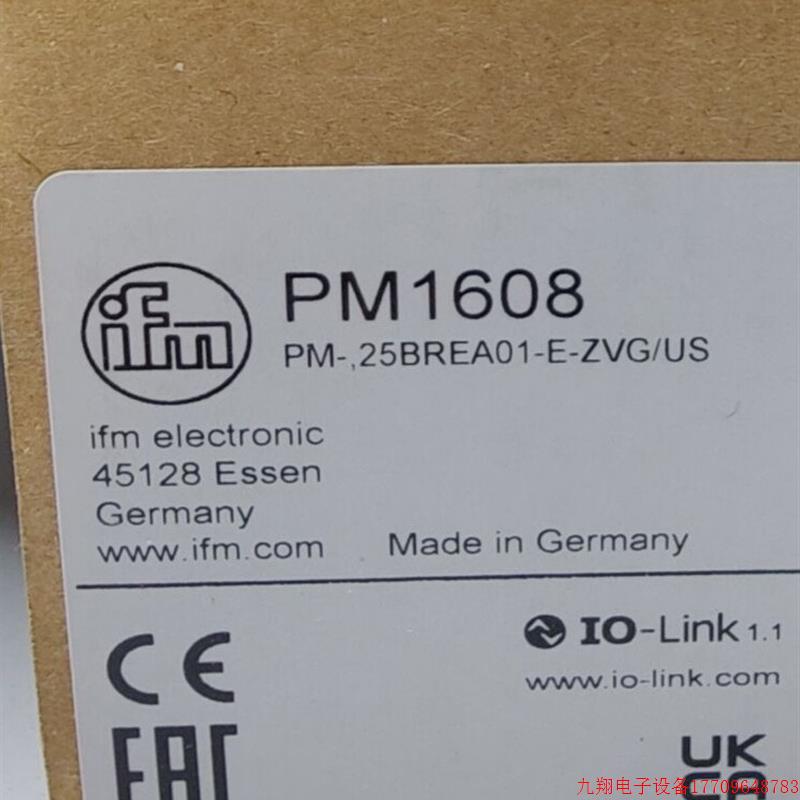 ifm
PM1608
PM-,25BREA01-E-ZVG/US
ifm electronic
45128 Essen
Germany
www.ifm.com
Made in Germany
IO-Link 1.1
www.io-link.com
CE
EAC
UK
CA
九翔电子设备17709648783